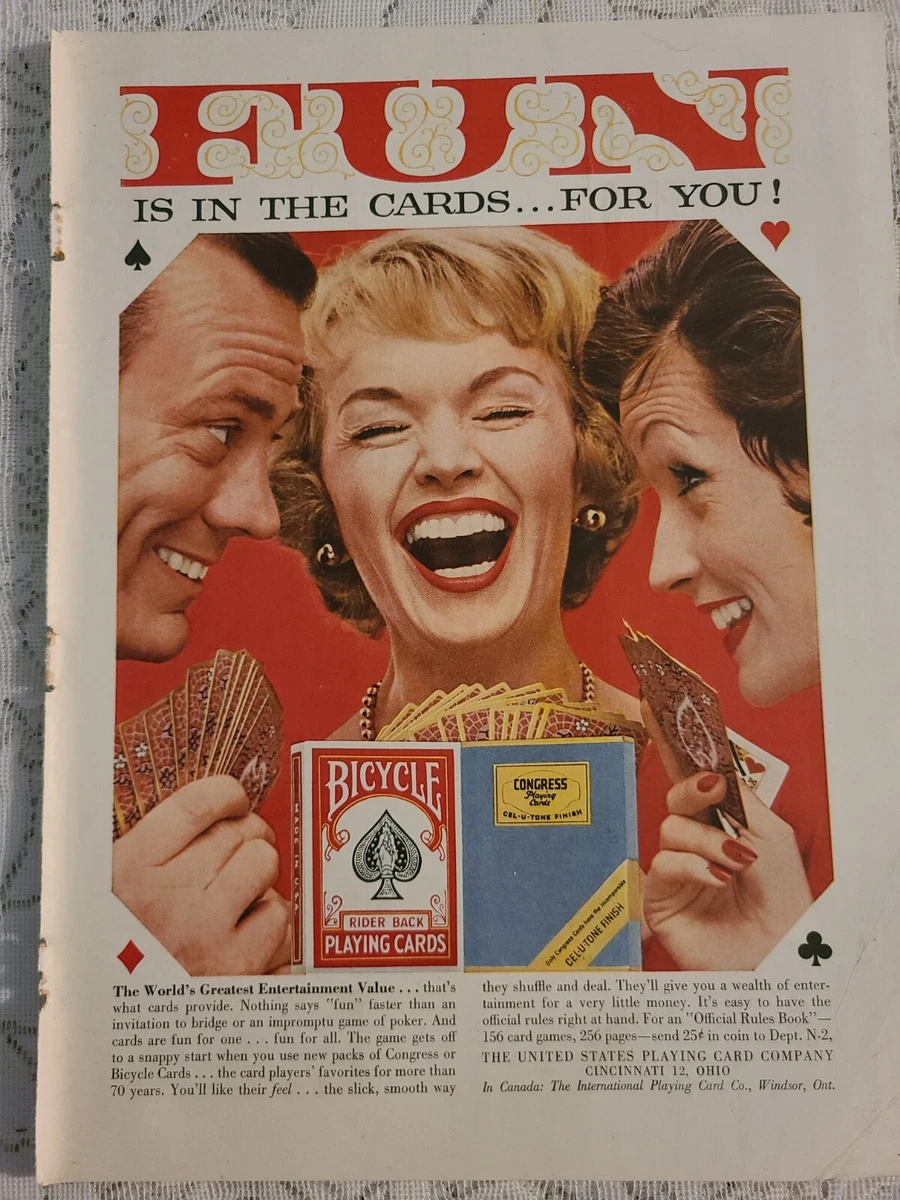 FUN
IS IN THE CARDS...FOR YOU!
BICYCLE
MADE IN U.S.A.
RIDER BACK
PLAYING CARDS
CONGRESS
Playing
Cards
CEL-U-TONE FINISH
Only Congress Cards have the incomparable
CEL-U-TONE FINISH
The World's Greatest Entertainment Value . . . that's
what cards provide. Nothing says "fun" faster than an
invitation to bridge or an impromptu game of poker. And
cards are fun for one . . . fun for all. The game gets off
to a snappy start when you use new packs of Congress or
Bicycle Cards . . . the card players' favorites for more than
70 years. You'll like their feel . . . the slick, smooth way
they shuffle and deal. They'll give you a wealth of enter-
tainment for a very little money. It's easy to have the
official rules right at hand. For an "Official Rules Book"—
156 card games, 256 pages—send 25¢ in coin to Dept. N-2,
THE UNITED STATES PLAYING CARD COMPANY
CINCINNATI 12, OHIO
In Canada: The International Playing Card Co., Windsor, Ont.